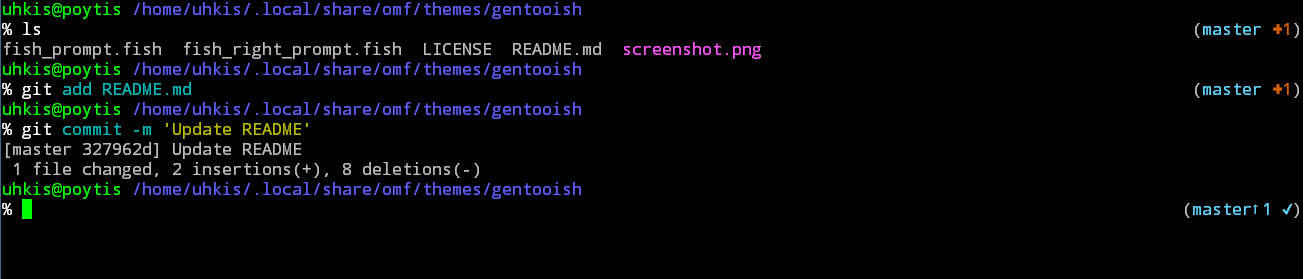 uhkis@poytis /home/uhkis/.local/share/omf/themes/gentooish
% ls (master ✚1)
fish_prompt.fish  fish_right_prompt.fish  LICENSE  README.md  screenshot.png
uhkis@poytis /home/uhkis/.local/share/omf/themes/gentooish
% git add README.md (master ✚1)
uhkis@poytis /home/uhkis/.local/share/omf/themes/gentooish
% git commit -m 'Update README'
[master 327962d] Update README
 1 file changed, 2 insertions(+), 8 deletions(-)
uhkis@poytis /home/uhkis/.local/share/omf/themes/gentooish
% (master↑1 ✓)